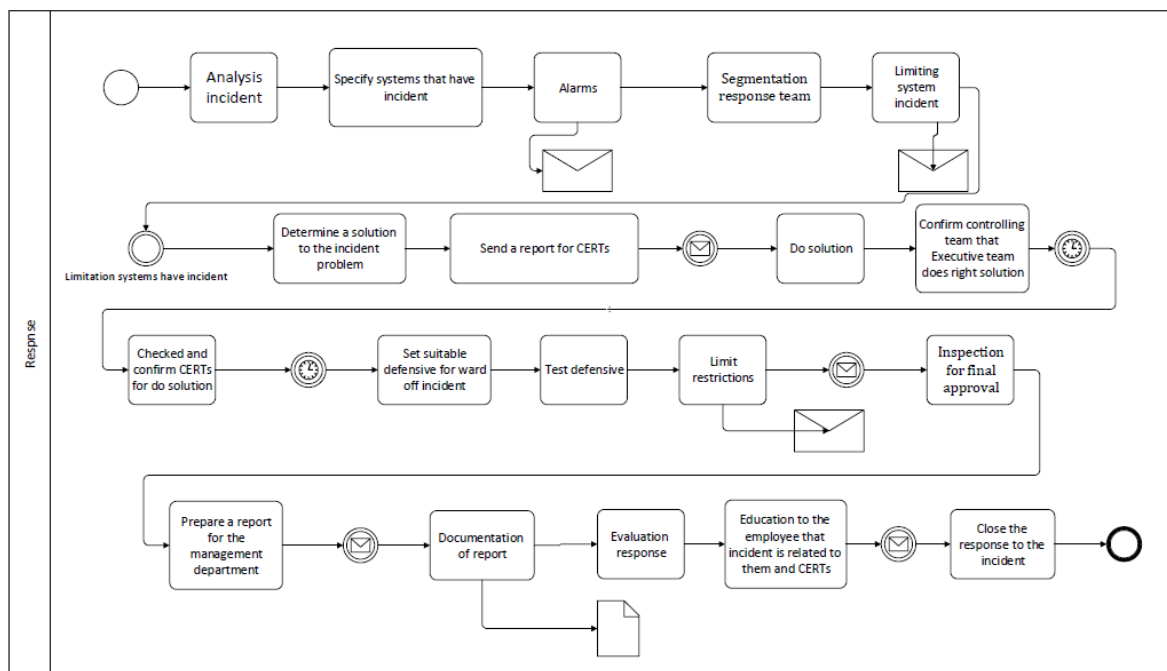 Respnse
Analysis
incident
Specify systems that have
incident
Alarms
Segmentation
response team
Limiting
system
incident
Limitation systems have incident
Determine a solution
to the incident
problem
Send a report for CERTs
Do solution
Confirm controlling
team that
Executive team
does right solution
Checked and
confirm CERTs
for do solution
Set suitable
defensive for ward
off incident
Test defensive
Limit
restrictions
Inspection
for final
approval
Prepare a report
for the
management
department
Documentation
of report
Evaluation
response
Education to the
employee that
incident is related to
them and CERTs
Close the
response to the
incident